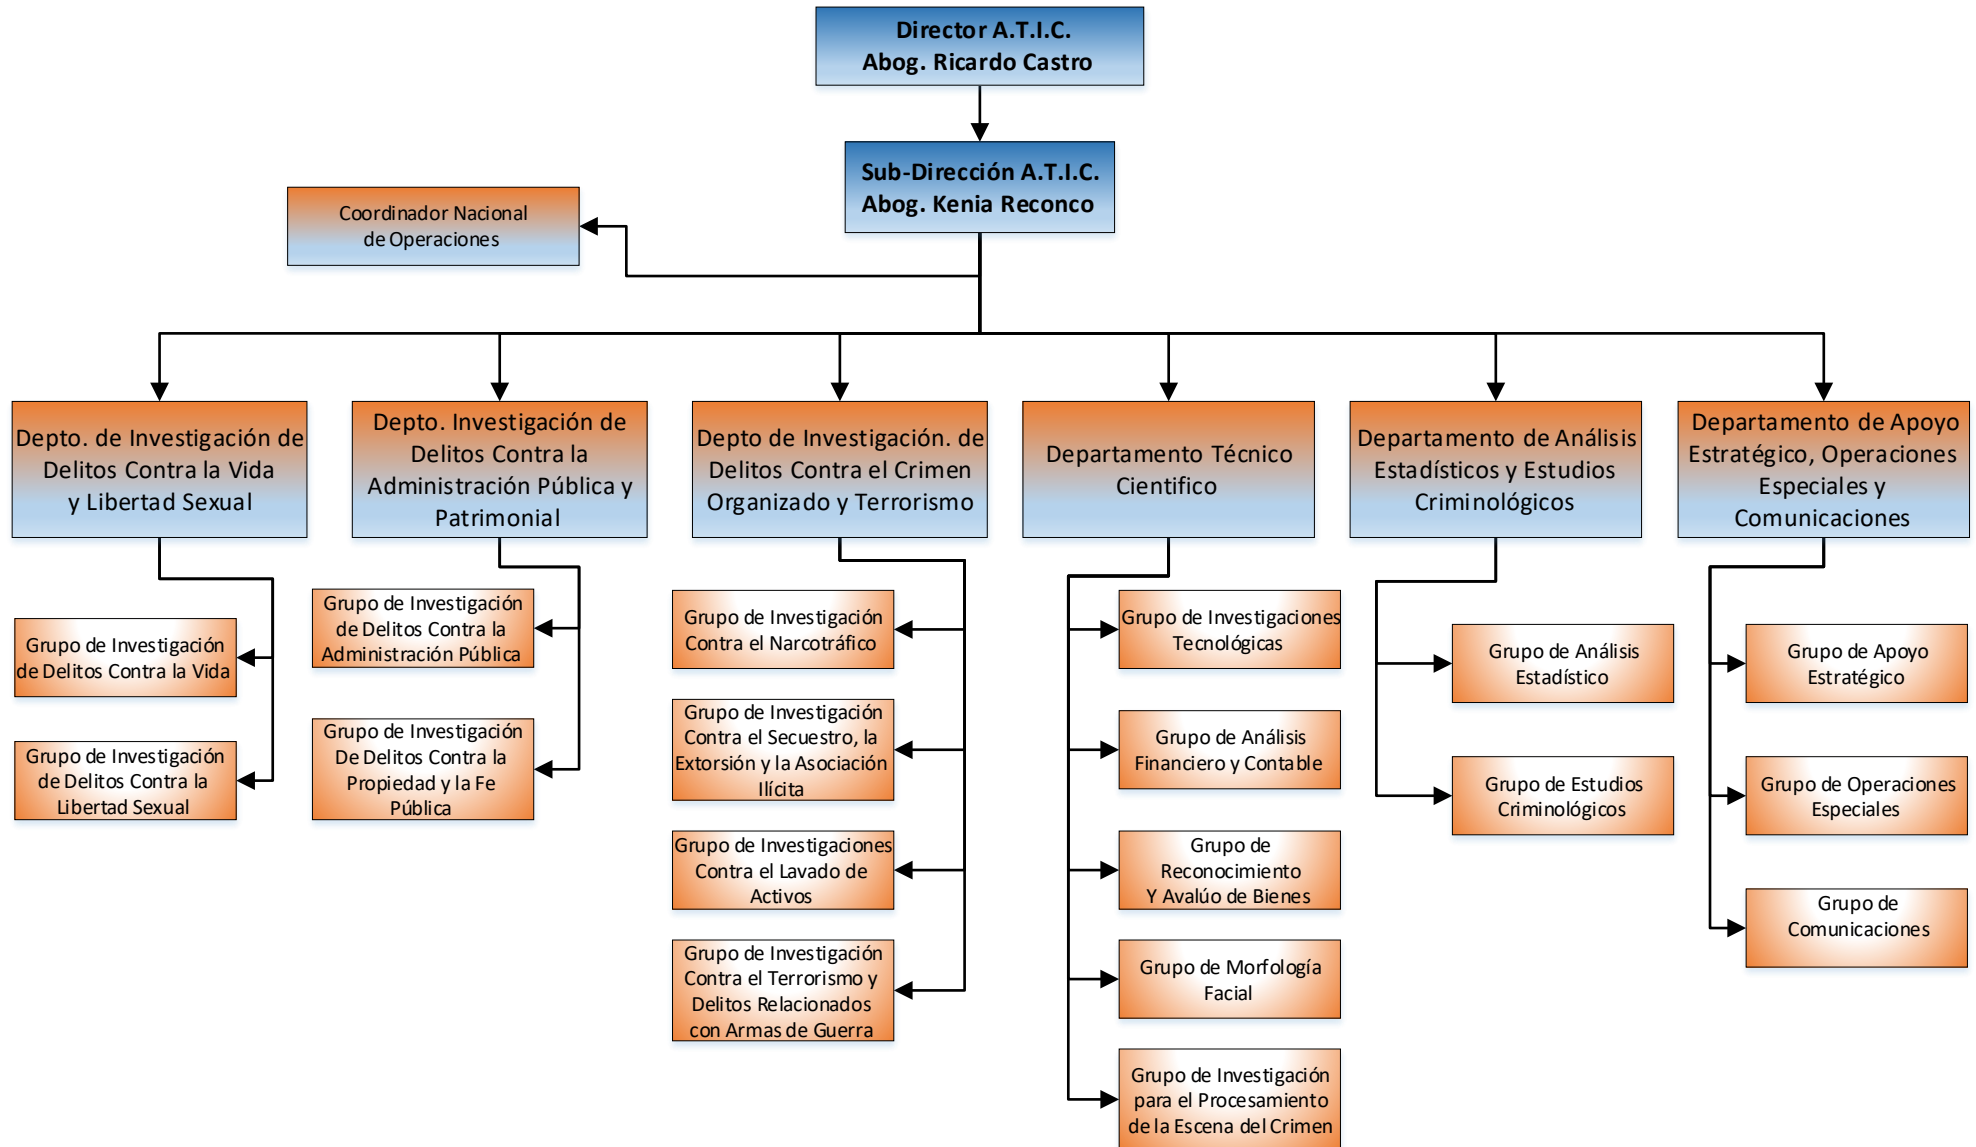 Director A.T.I.C.
Abog. Ricardo Castro
Sub-Dirección A.T.I.C.
Abog. Kenia Reconco
Coordinador Nacional
de Operaciones
Depto. de Investigación de
Delitos Contra la Vida
y Libertad Sexual
Depto. Investigación de
Delitos Contra la
Administración Pública y
Patrimonial
Depto de Investigación. de
Delitos Contra el Crimen
Organizado y Terrorismo
Departamento Técnico
Cientifico
Departamento de Análisis
Estadísticos y Estudios
Criminológicos
Departamento de Apoyo
Estratégico, Operaciones
Especiales y
Comunicaciones
Grupo de Investigación
de Delitos Contra la Vida
Grupo de Investigación
de Delitos Contra la
Libertad Sexual
Grupo de Investigación
de Delitos Contra la
Administración Pública
Grupo de Investigación
De Delitos Contra la
Propiedad y la Fe
Pública
Grupo de Investigación
Contra el Narcotráfico
Grupo de Investigación
Contra el Secuestro, la
Extorsión y la Asociación
Ilícita
Grupo de Investigaciones
Contra el Lavado de
Activos
Grupo de Investigación
Contra el Terrorismo y
Delitos Relacionados
con Armas de Guerra
Grupo de Investigaciones
Tecnológicas
Grupo de Análisis
Financiero y Contable
Grupo de
Reconocimiento
Y Avalúo de Bienes
Grupo de Morfología
Facial
Grupo de Investigación
para el Procesamiento
de la Escena del Crimen
Grupo de Análisis
Estadístico
Grupo de Estudios
Criminológicos
Grupo de Apoyo
Estratégico
Grupo de Operaciones
Especiales
Grupo de
Comunicaciones